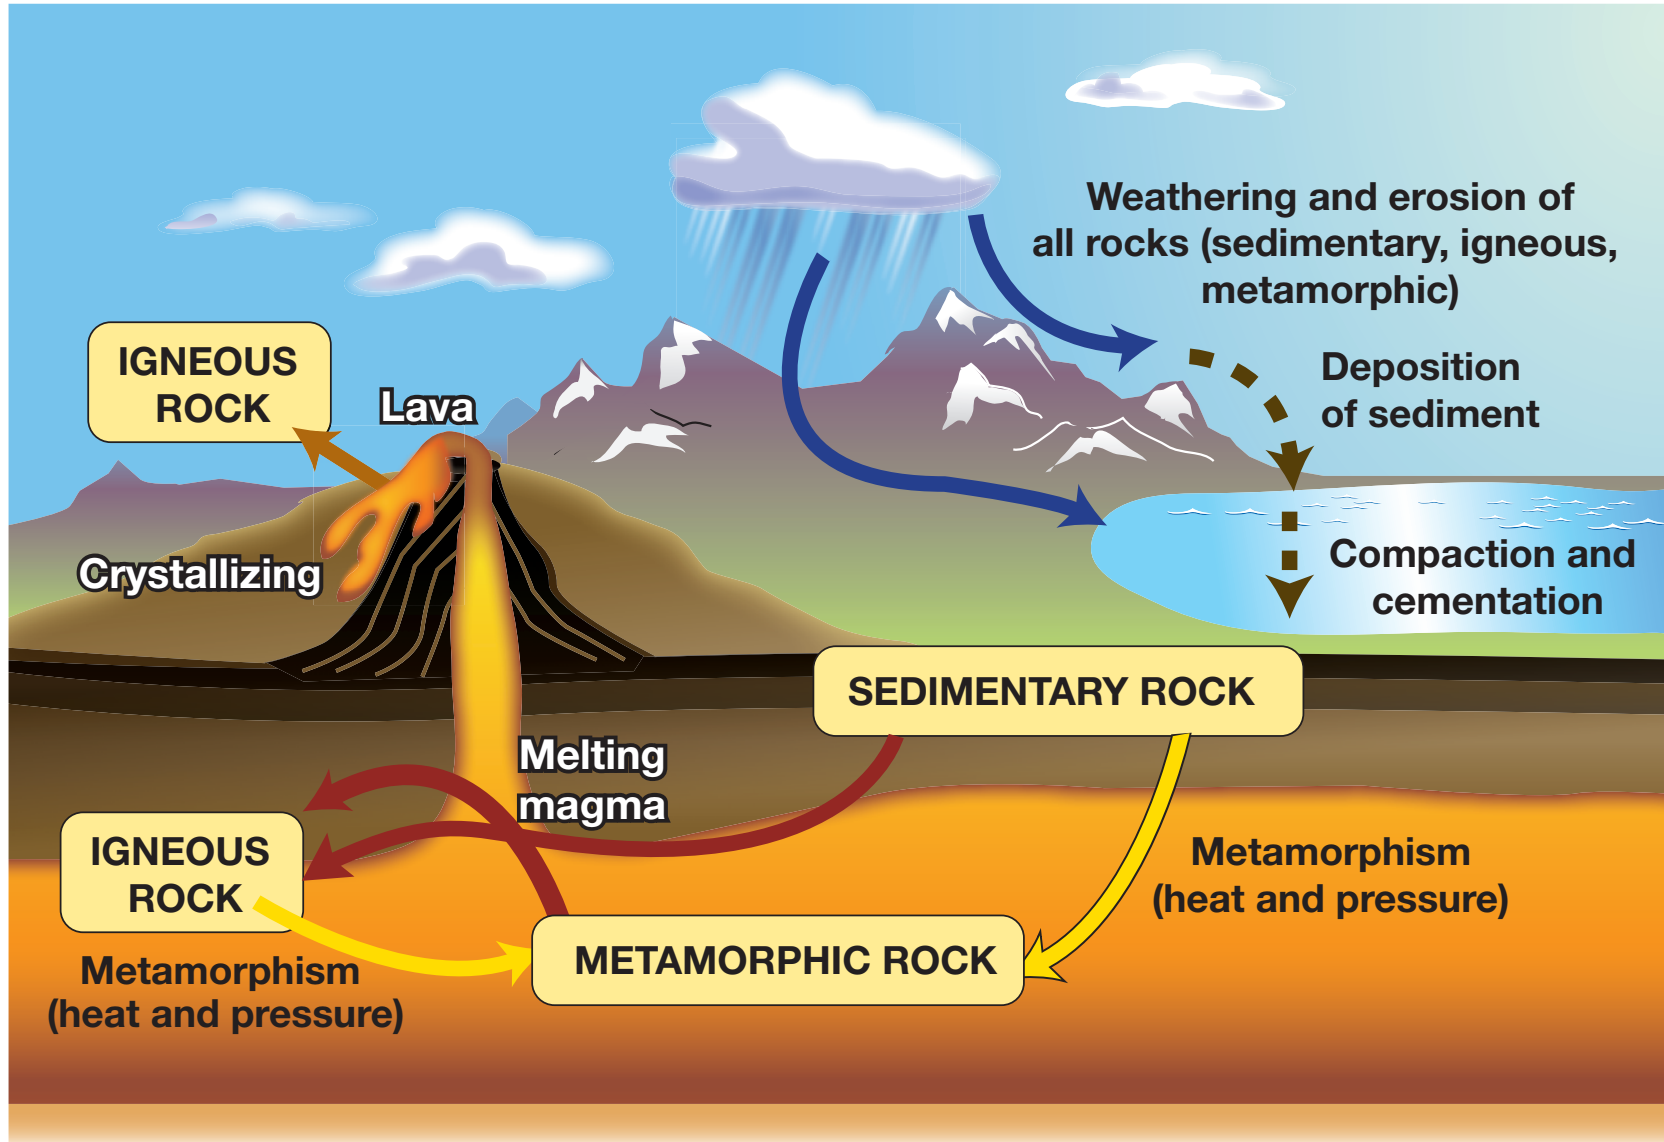 Weathering and erosion of
all rocks (sedimentary, igneous,
metamorphic)
IGNEOUS
ROCK
Lava
Deposition
of sediment
Crystallizing
Compaction and
cementation
SEDIMENTARY ROCK
Melting
magma
IGNEOUS
ROCK
Metamorphism
(heat and pressure)
METAMORPHIC ROCK
Metamorphism
(heat and pressure)